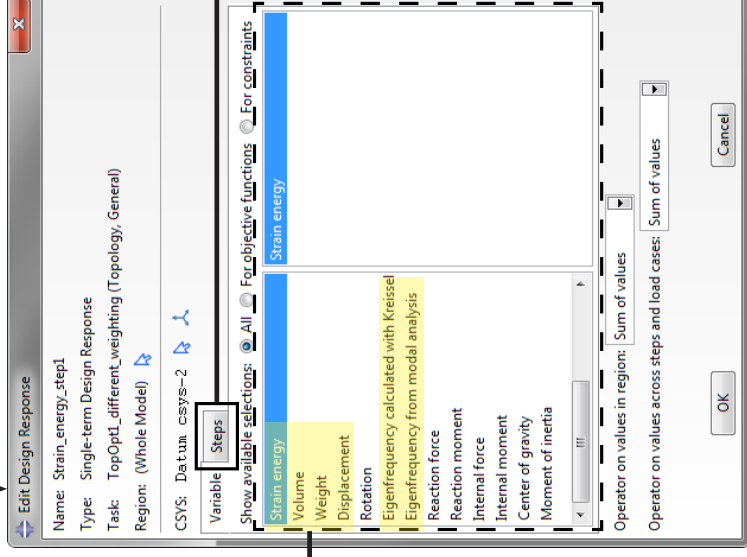 Edit Design Response
Name: Strain_energy_step1
Type: Single-term Design Response
Task: TopOpt1_different_weighting (Topology, General)
Region: (Whole Model)
CSYS: Datum csys-2
Variable Steps
Show available selections: All For objective functions For constraints
Strain energy
Volume
Weight
Displacement
Rotation
Eigenfrequency calculated with Kreissel
Eigenfrequency from modal analysis
Reaction force
Reaction moment
Internal force
Internal moment
Center of gravity
Moment of inertia
Strain energy
Operator on values in region: Sum of values
Operator on values across steps and load cases: Sum of values
OK Cancel